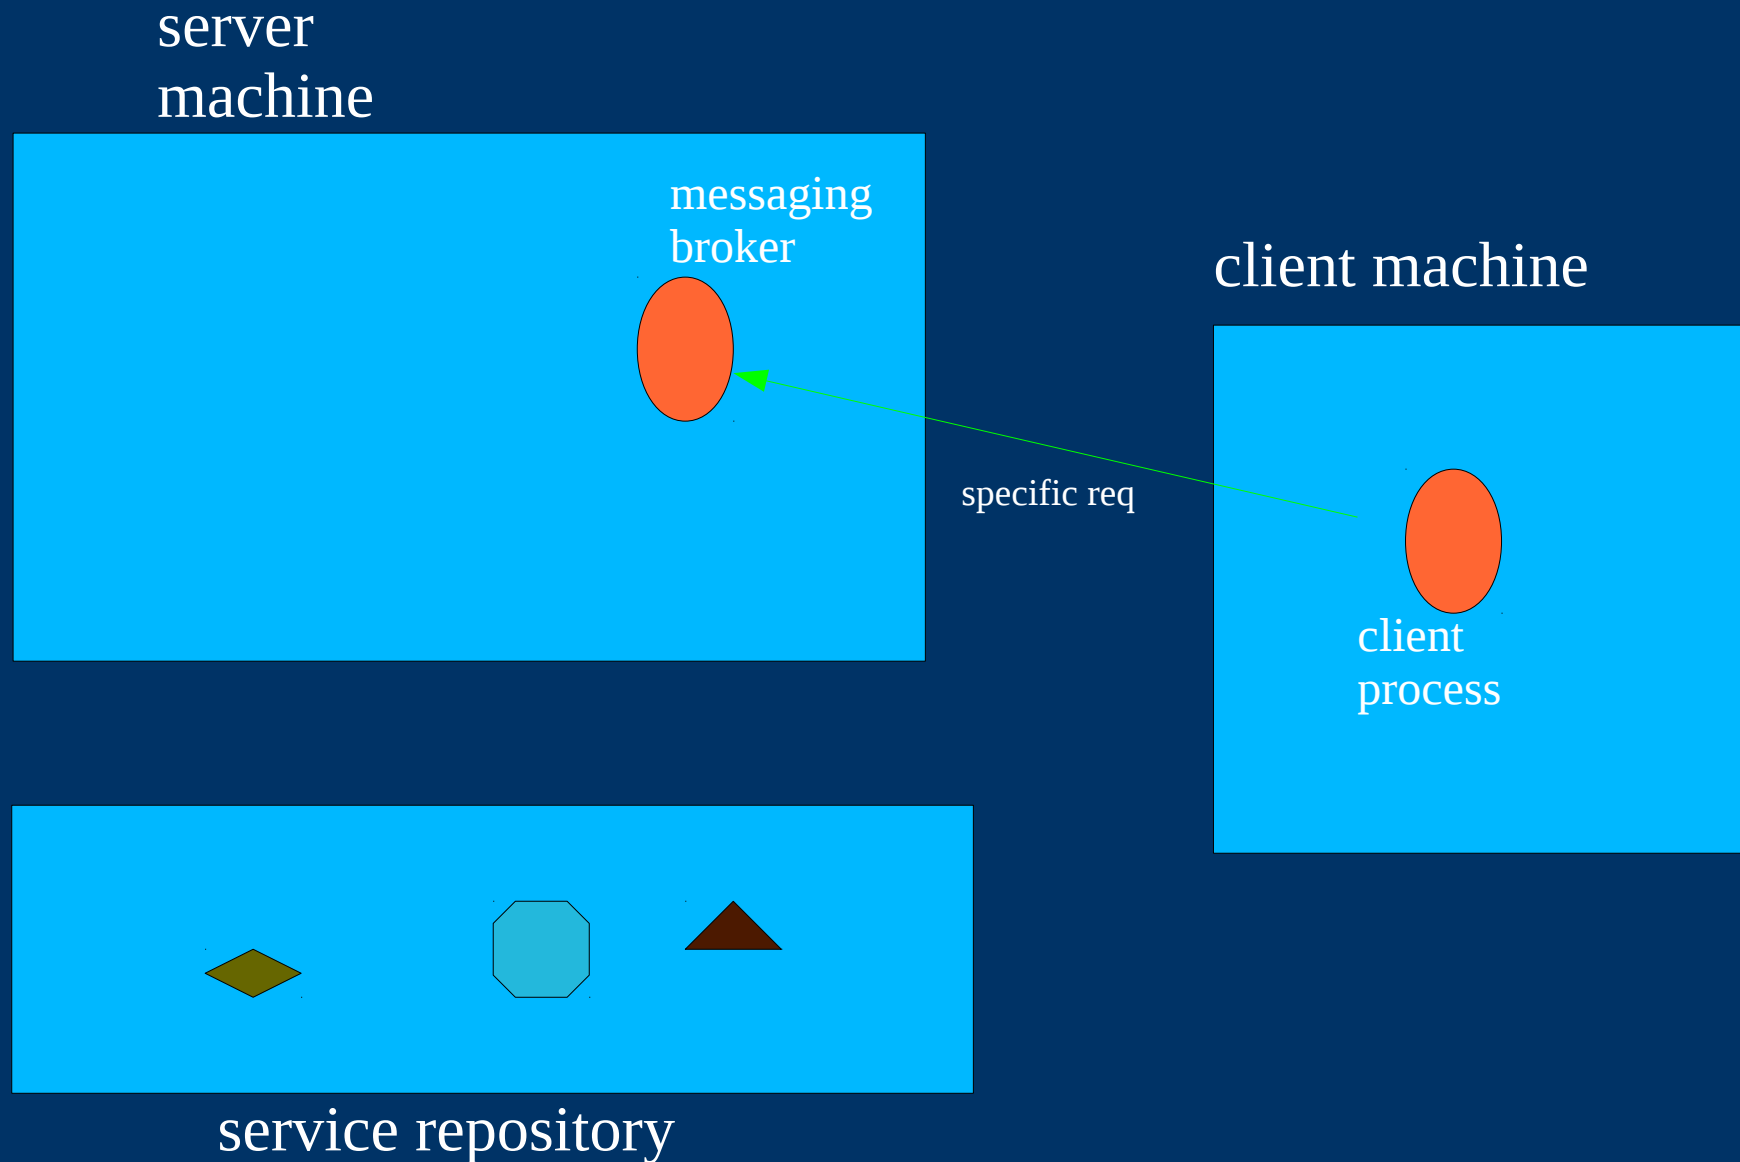 server
machine
messaging
broker
client machine
specific req
client
process
service repository